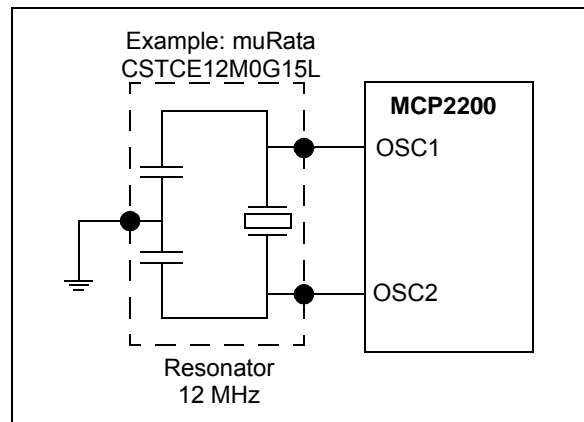 Example: muRata
CSTCE12M0G15L
MCP2200
OSC1
OSC2
Resonator
12 MHz